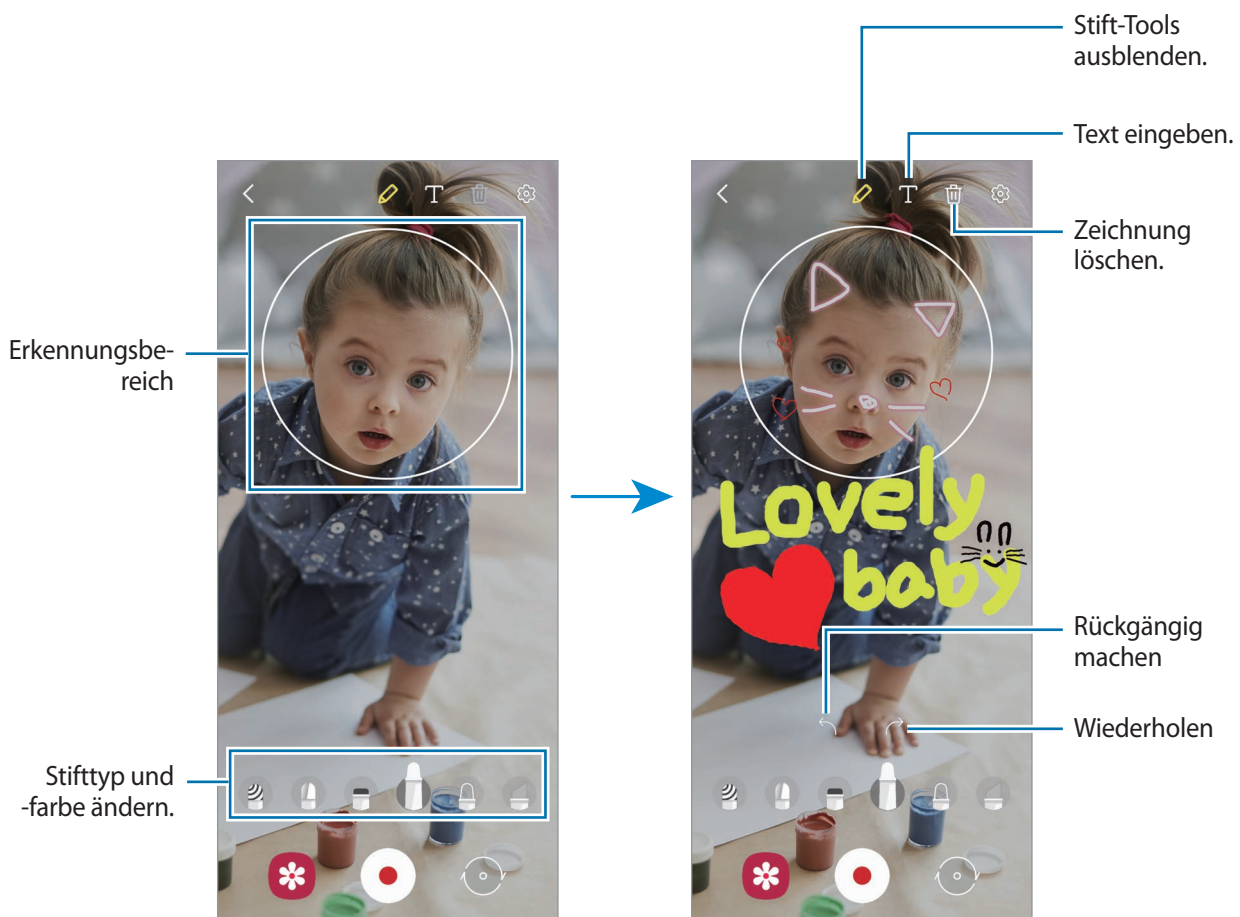 Stift-Tools
ausblenden.
Text eingeben.
T
T
Zeichnung
löschen.
Erkennungsbe-
reich
Lovely
baby
Rückgängig
machen
Wiederholen
Stifttyp und
-farbe ändern.